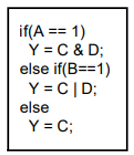 if(A == 1)
Y = C & D;
else if(B==1)
Y = C | D;
else
Y = C;